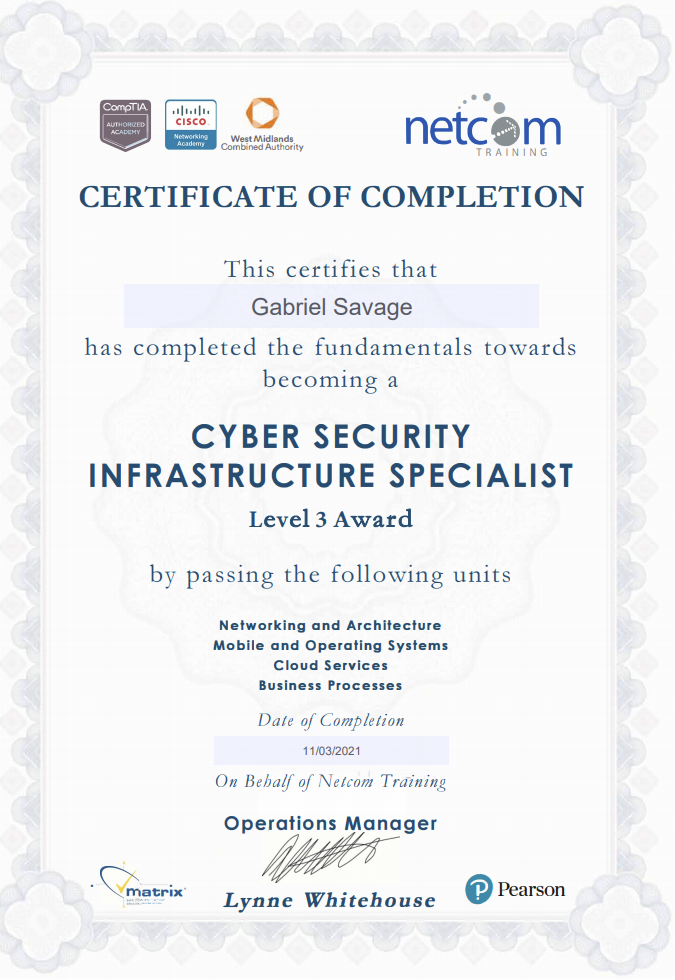 CompTIA.
AUTHORIZED
ACADEMY
CISCO
Networking
Academy
West Midlands
Combined Authority
netcom
TRAINING
CERTIFICATE OF COMPLETION
This certifies that
Gabriel Savage
has completed the fundamentals towards
becoming a
CYBER SECURITY
INFRASTRUCTURE SPECIALIST
Level 3 Award
by passing the following units
Networking and Architecture
Mobile and Operating Systems
Cloud Services
Business Processes
Date of Completion
11/03/2021
On Behalf of Netcom Training
Operations Manager
Lynne Whitehouse
matrix
P Pearson